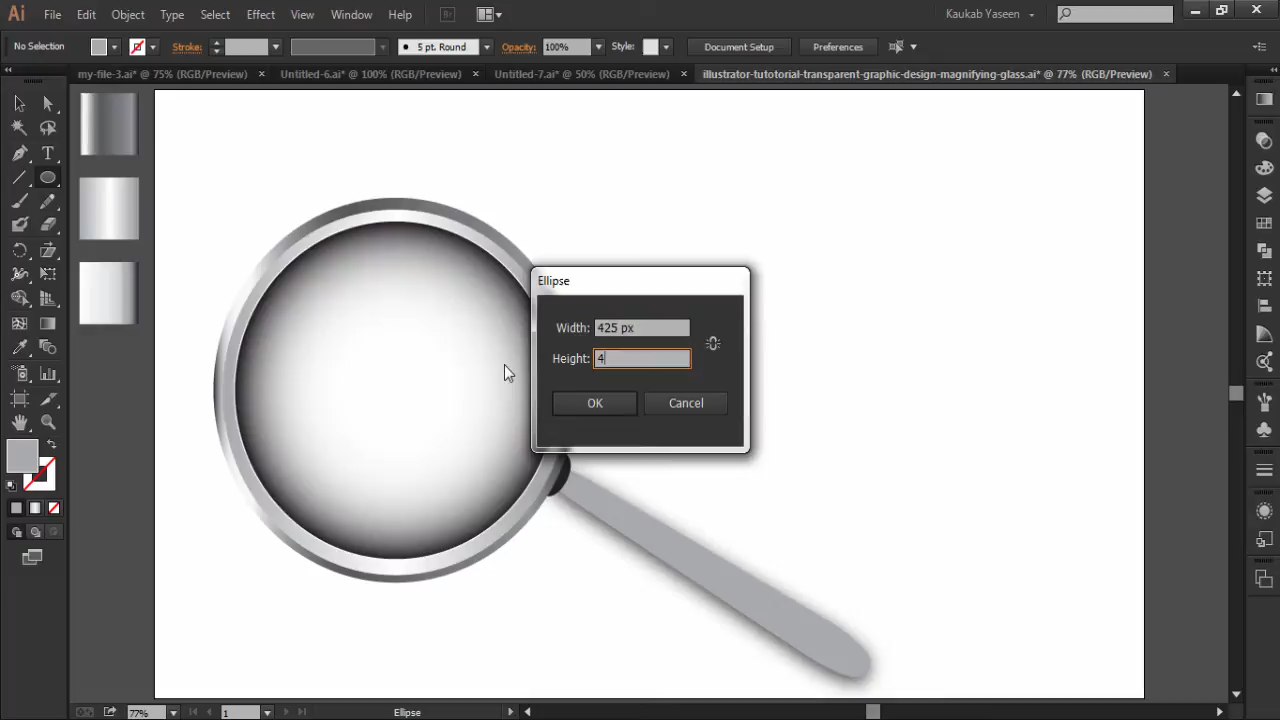 Ai File Edit Object Type Select Effect View Window Help Br Kaukab Yaseen
No Selection Stroke: 5 pt. Round Opacity: 100% Style: Document Setup Preferences
my-file-3.ai* @ 75% (RGB/Preview) Untitled-6.ai* @ 100% (RGB/Preview) Untitled-7.ai* @ 50% (RGB/Preview) illustrator-tutotorial-transparent-graphic-design-magnifying-glass.ai* @ 77% (RGB/Preview)
T
Ellipse
Width: 425 px
Height: 4
OK Cancel
77% 1 Ellipse